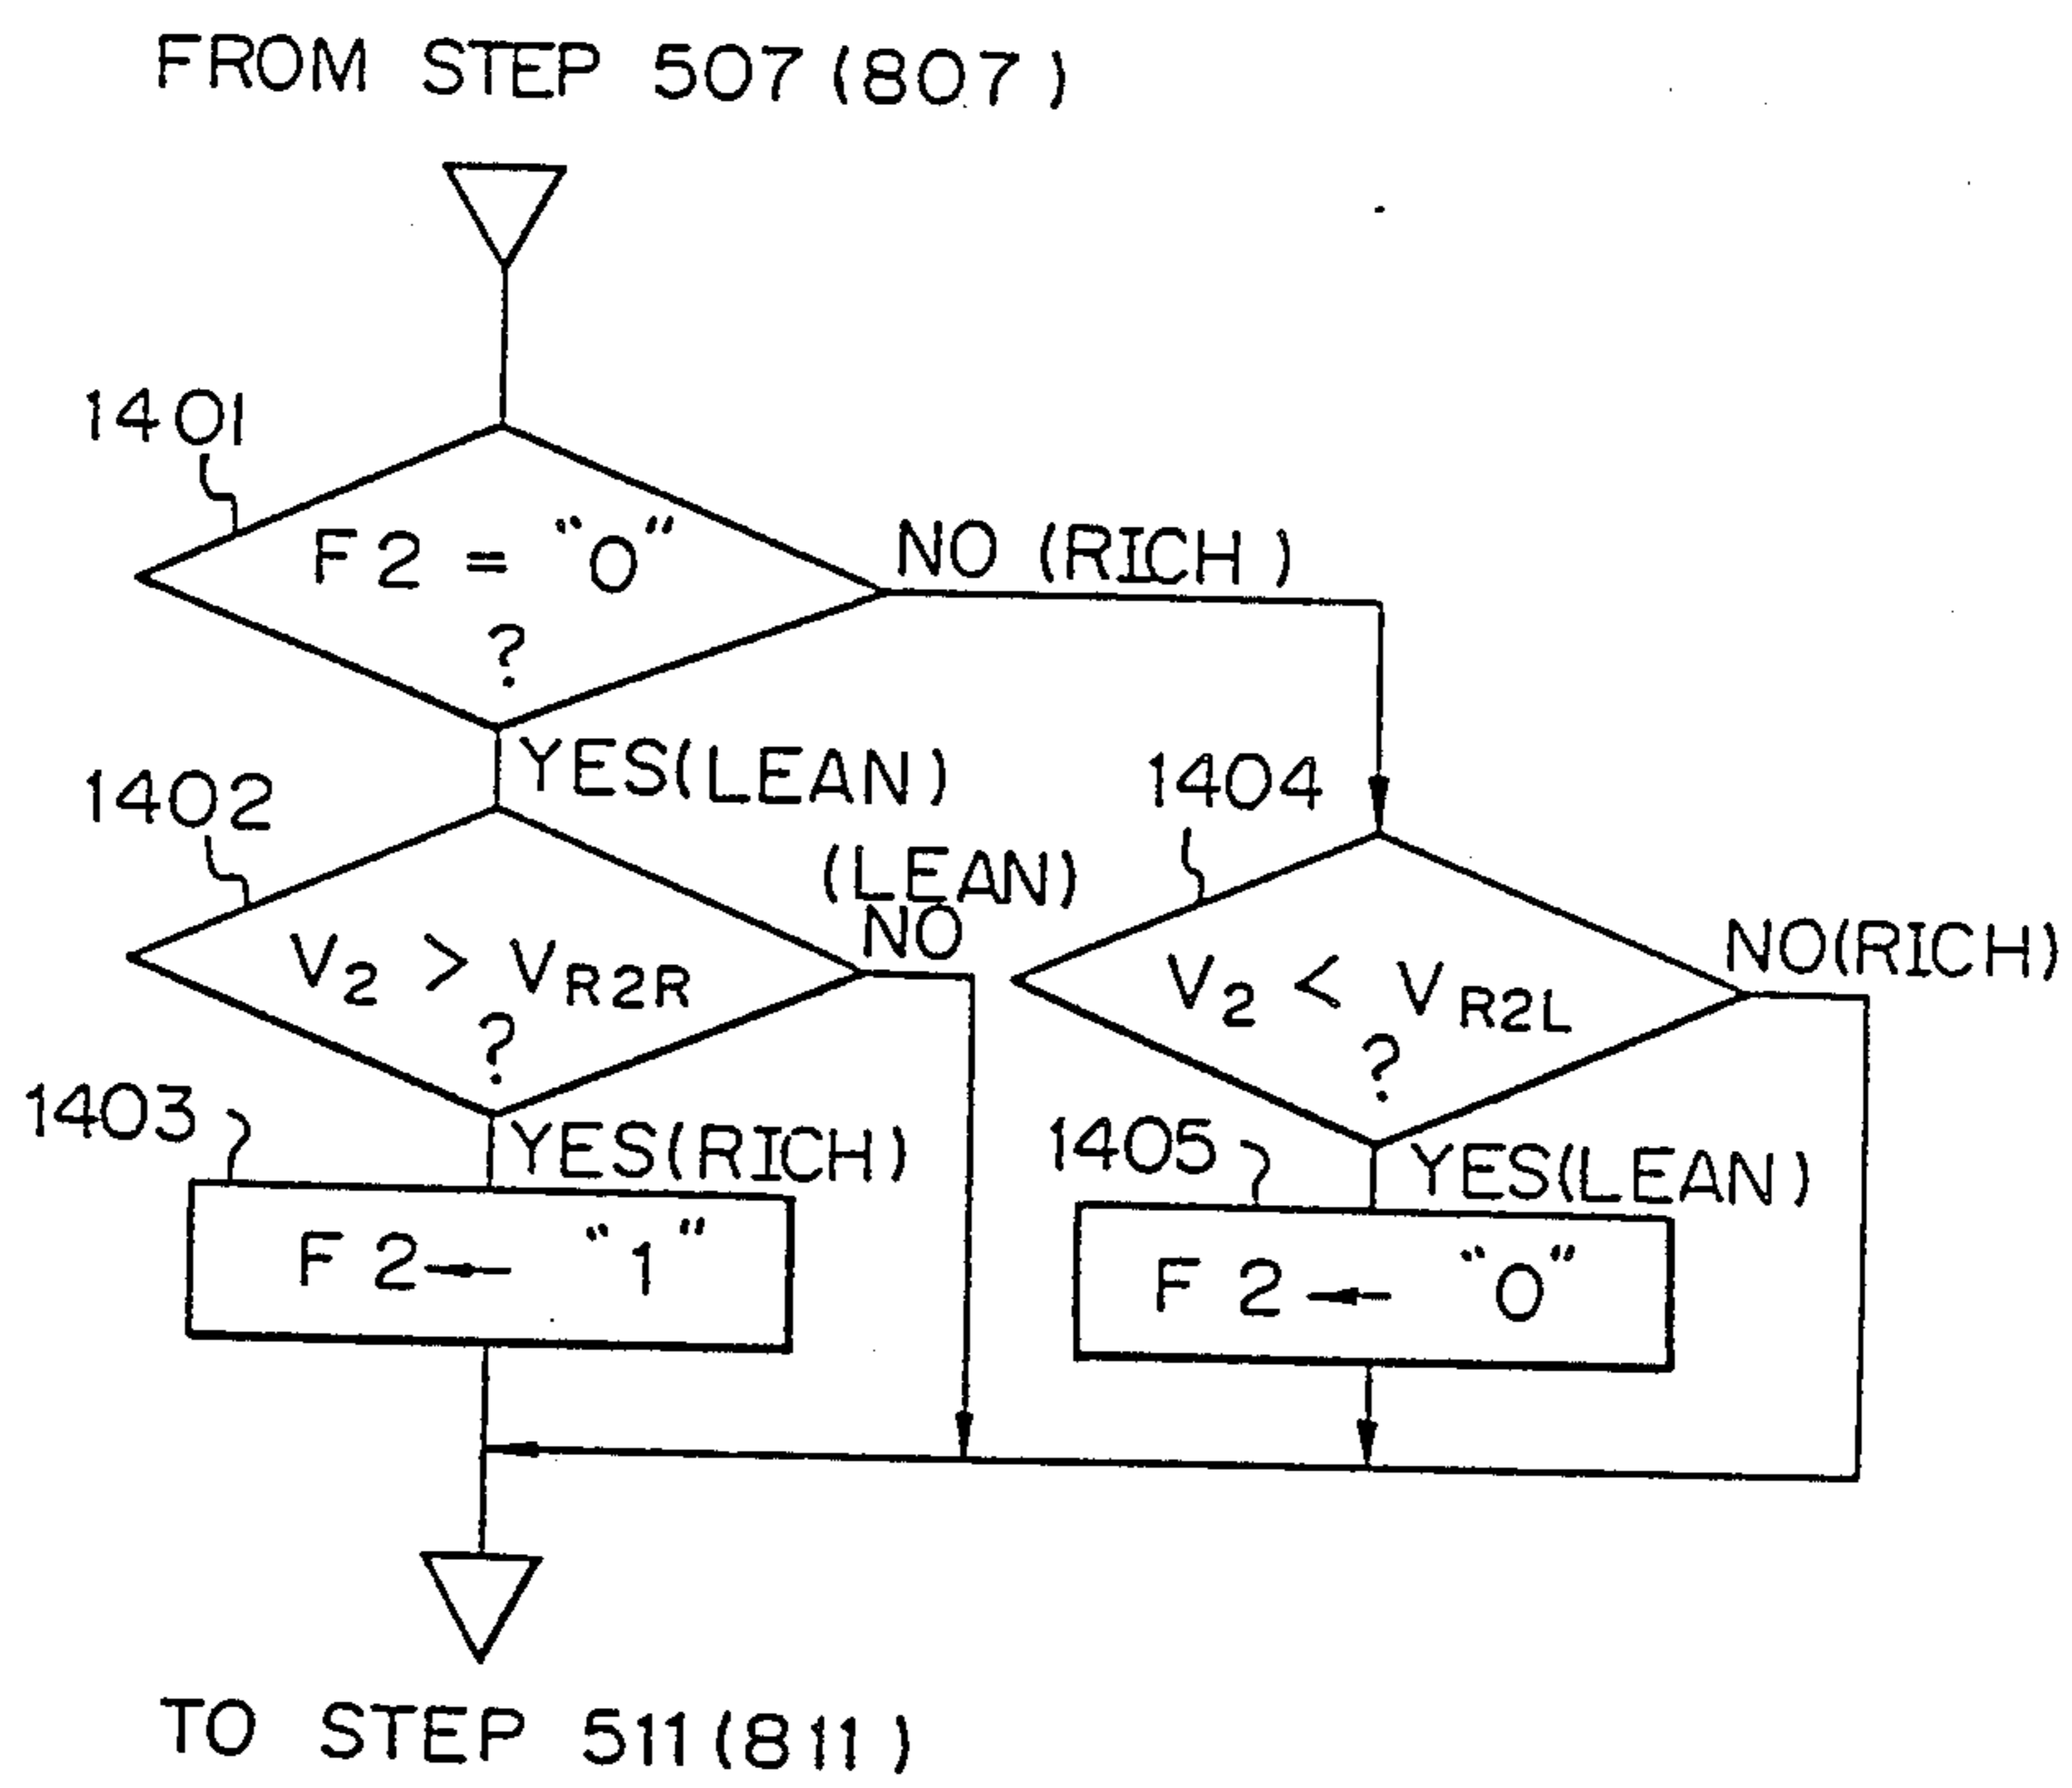 FROM STEP 507(807)
1401
F2 = "0"
?
NO (RICH)
YES(LEAN)
1402
V2 > VR2R
?
(LEAN)
NO
1404
V2 < VR2L
?
NO(RICH)
1403
YES(RICH)
F2← "1"
1405
YES(LEAN)
F2← "0"
TO STEP 511(811)